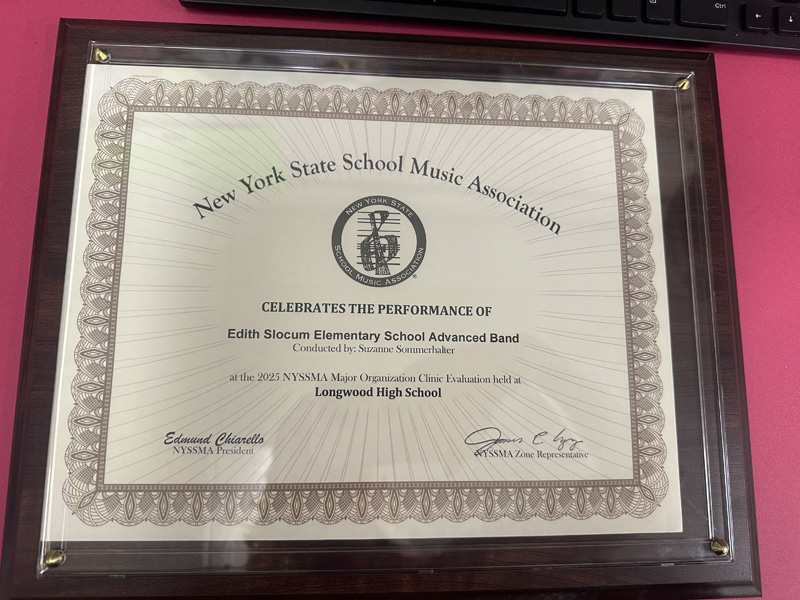 Ctrl
New York State School Music Association
NEW YORK STATE
SCHOOL MUSIC ASSOCIATION
®
CELEBRATES THE PERFORMANCE OF
Edith Slocum Elementary School Advanced Band
Conducted by: Suzanne Sommerhalter
at the 2025 NYSSMA Major Organization Clinic Evaluation held at
Longwood High School
Edmund Chiarello
NYSSMA President
NYSSMA Zone Representative